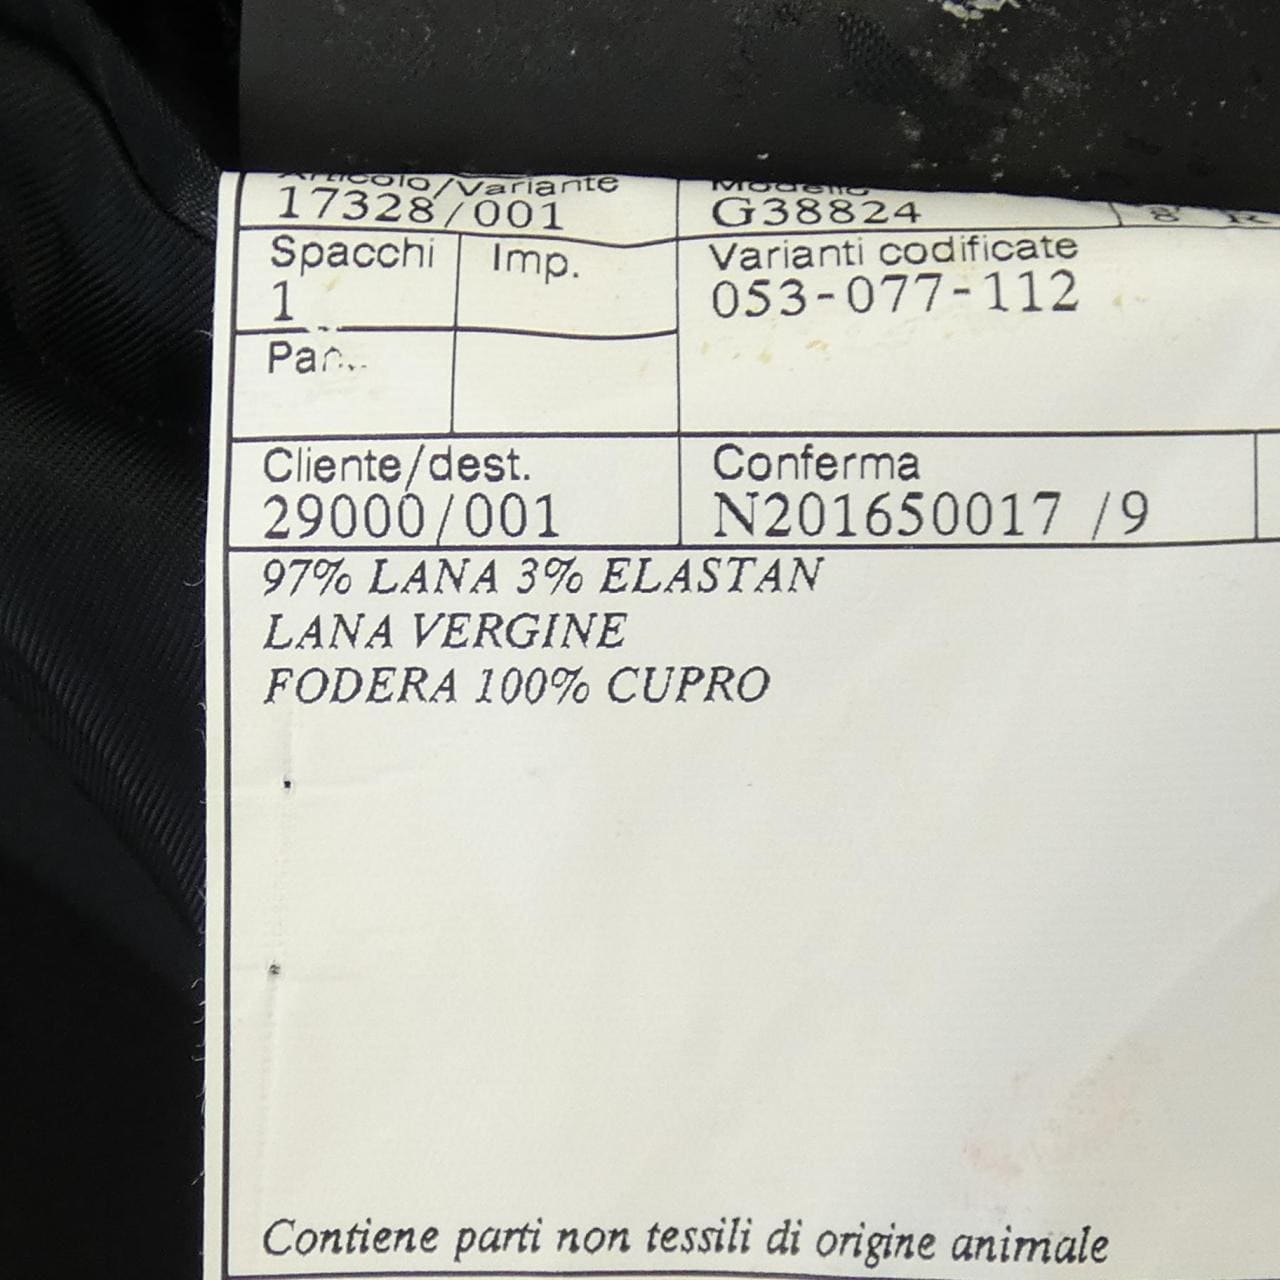 Articolo/Variante Modello
17328/001 G38824 8 R
Spacchi Imp. Varianti codificate
1 053-077-112
Cliente/dest. Conferma
29000/001 N201650017 /9
97% LANA 3% ELASTAN
LANA VERGINE
FODERA 100% CUPRO
Contiene parti non tessili di origine animale